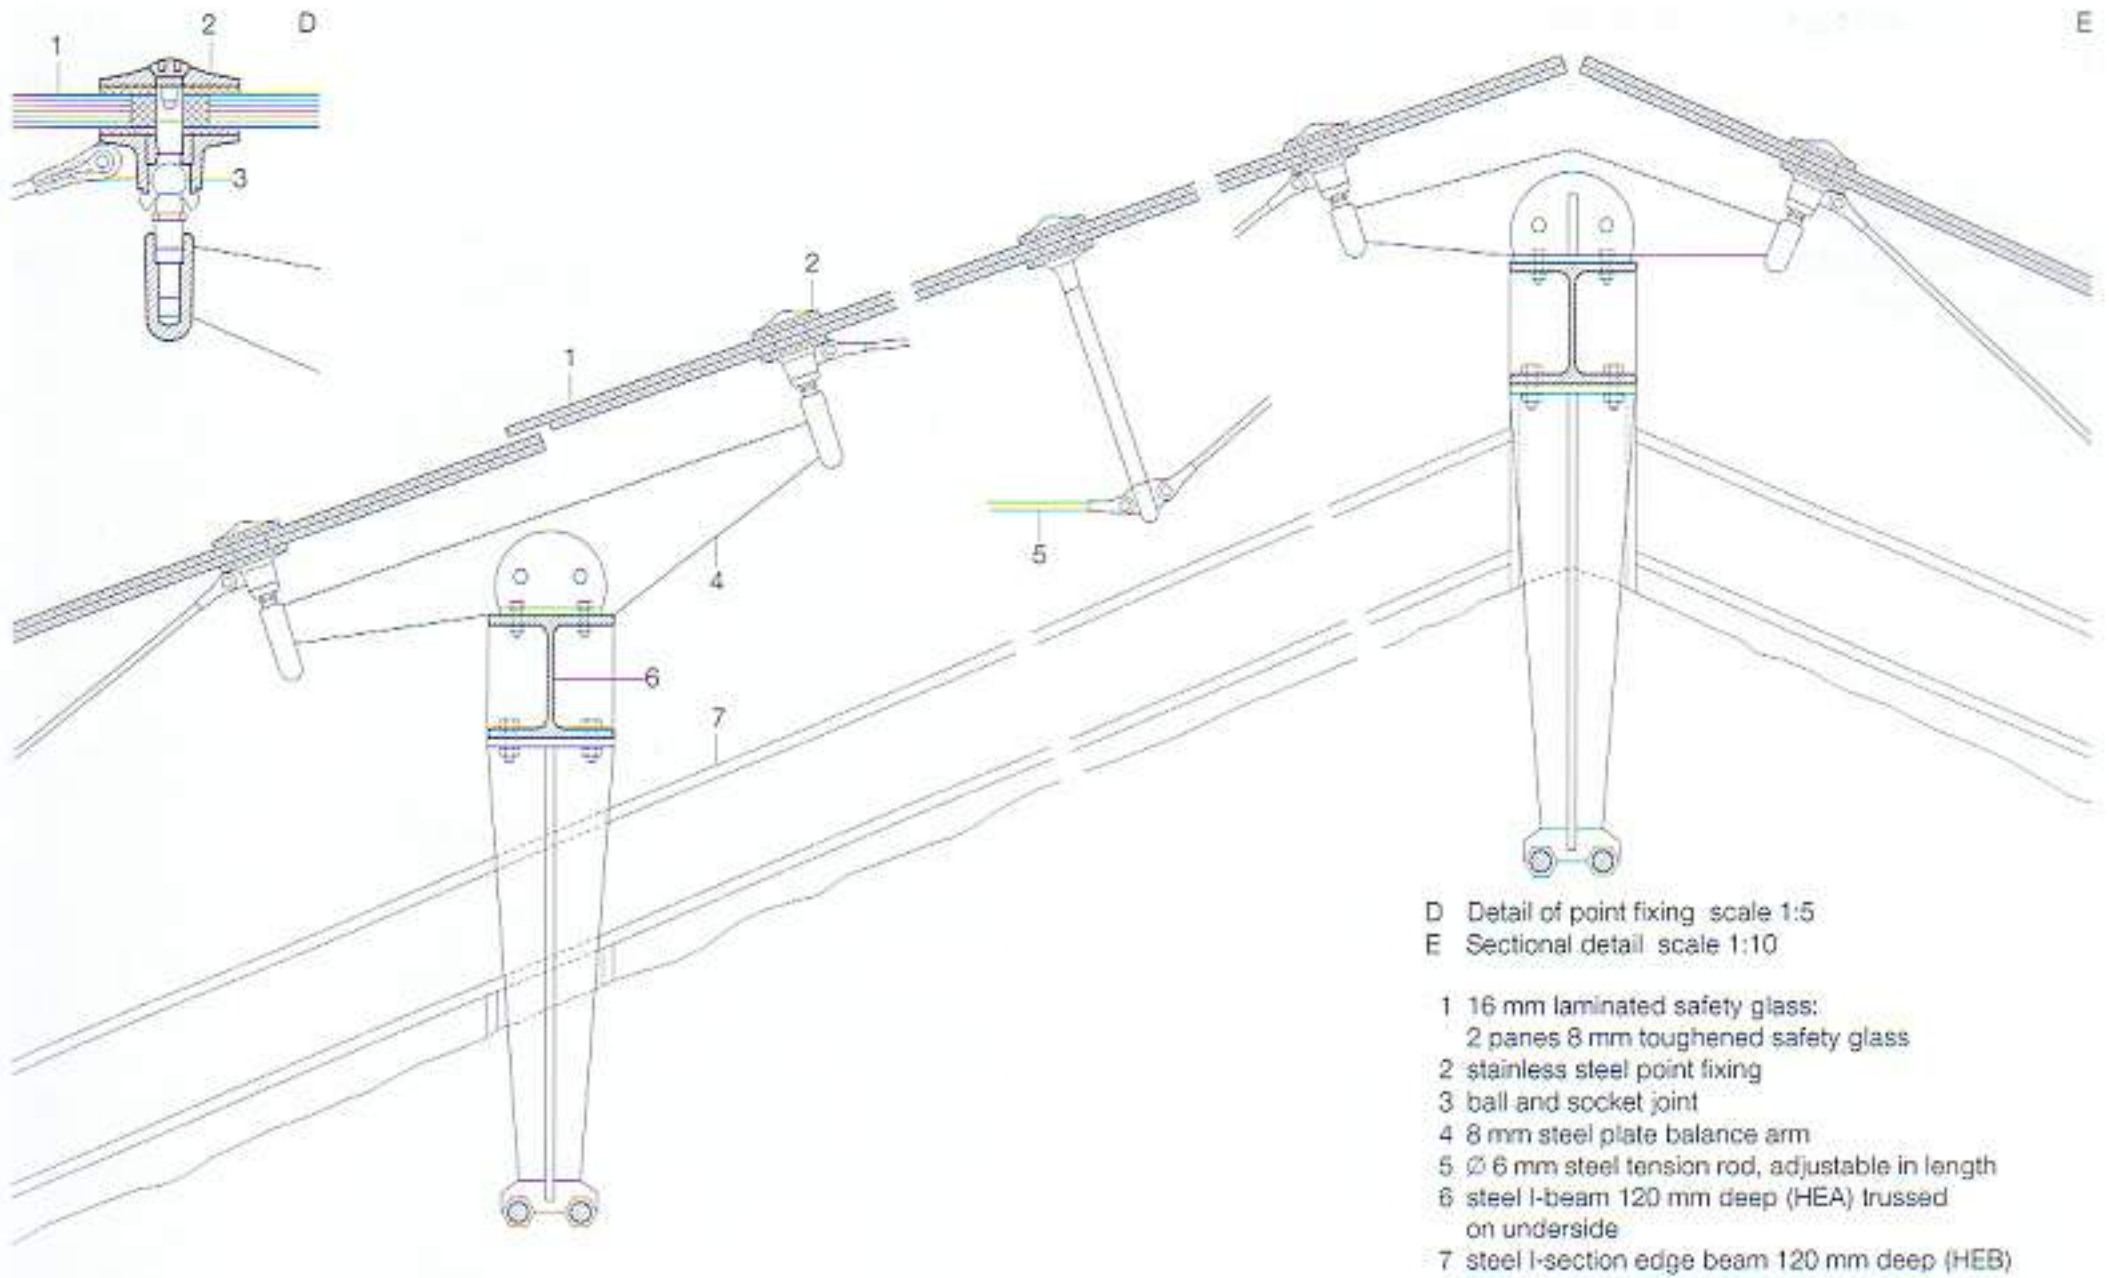 D
E
1
2
3
1
2
4
5
6
7
D Detail of point fixing scale 1:5
E Sectional detail scale 1:10
1 16 mm laminated safety glass:
2 panes 8 mm toughened safety glass
2 stainless steel point fixing
3 ball and socket joint
4 8 mm steel plate balance arm
5 Ø 6 mm steel tension rod, adjustable in length
6 steel I-beam 120 mm deep (HEA) trussed
on underside
7 steel I-section edge beam 120 mm deep (HEB)